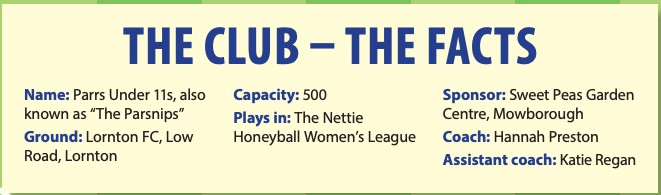 THE CLUB – THE FACTS
Name: Parrs Under 11s, also
known as “The Parsnips”
Ground: Lornton FC, Low
Road, Lornton
Capacity: 500
Plays in: The Nettie
Honeyball Women’s League
Sponsor: Sweet Peas Garden
Centre, Mowborough
Coach: Hannah Preston
Assistant coach: Katie Regan